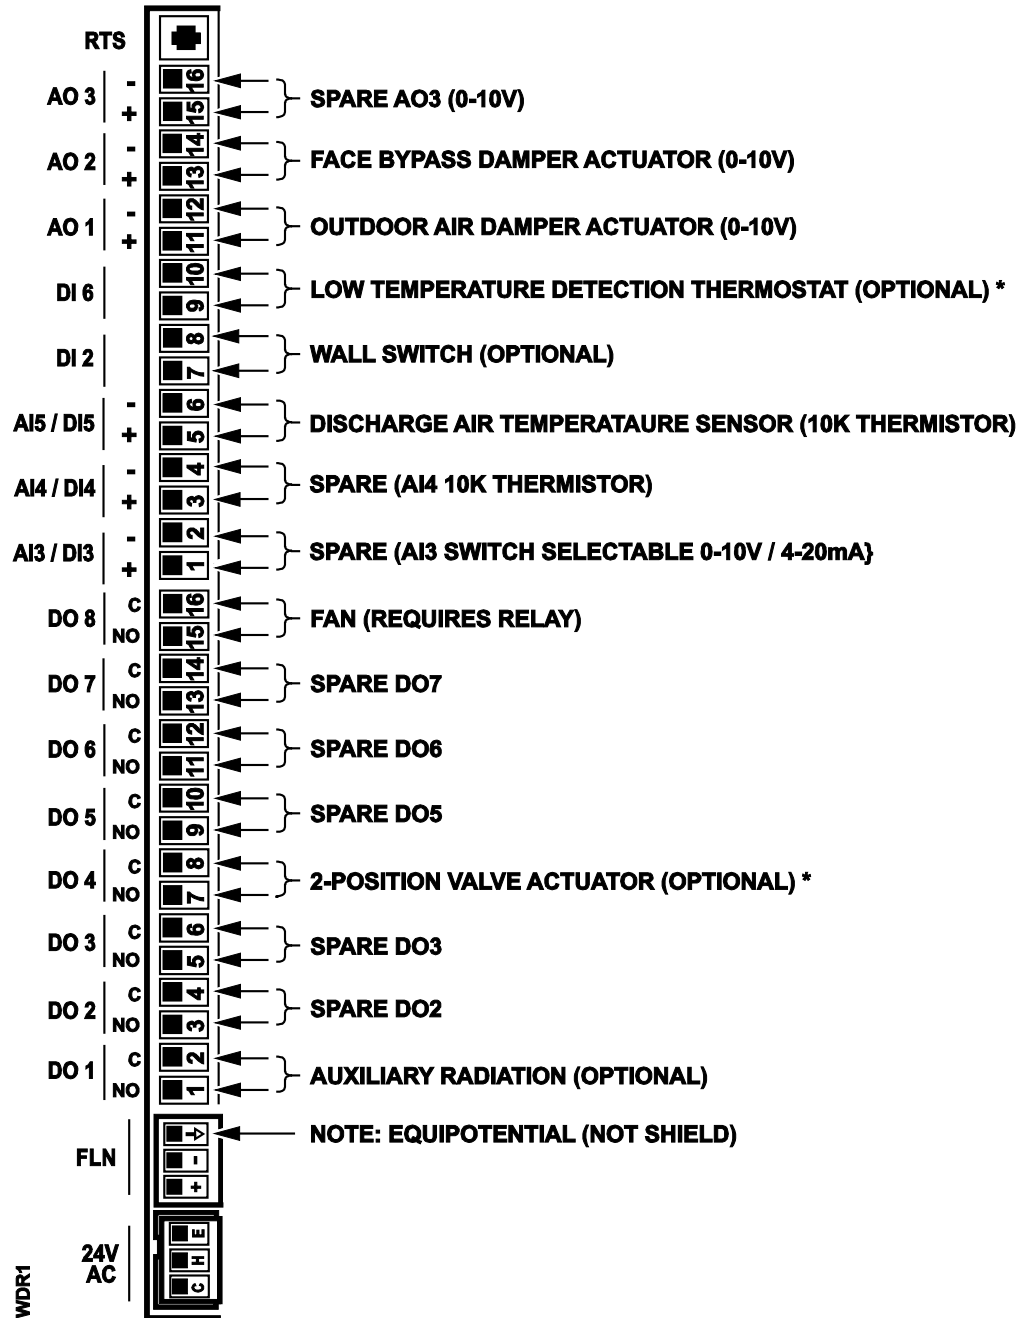 RTS
AO 3
-
+
16
15
SPARE AO3 (0-10V)
AO 2
-
+
14
13
FACE BYPASS DAMPER ACTUATOR (0-10V)
AO 1
-
+
12
11
OUTDOOR AIR DAMPER ACTUATOR (0-10V)
DI 6
10
9
LOW TEMPERATURE DETECTION THERMOSTAT (OPTIONAL) *
DI 2
8
7
WALL SWITCH (OPTIONAL)
AI5 / DI5
-
+
6
5
DISCHARGE AIR TEMPERATAURE SENSOR (10K THERMISTOR)
AI4 / DI4
-
+
4
3
SPARE (AI4 10K THERMISTOR)
AI3 / DI3
-
+
2
1
SPARE (AI3 SWITCH SELECTABLE 0-10V / 4-20mA}
DO 8
C
NO
16
15
FAN (REQUIRES RELAY)
DO 7
C
NO
14
13
SPARE DO7
DO 6
C
NO
12
11
SPARE DO6
DO 5
C
NO
10
9
SPARE DO5
DO 4
C
NO
8
7
2-POSITION VALVE ACTUATOR (OPTIONAL) *
DO 3
C
NO
6
5
SPARE DO3
DO 2
C
NO
4
3
SPARE DO2
DO 1
C
NO
2
1
AUXILIARY RADIATION (OPTIONAL)
FLN
-
+
NOTE: EQUIPOTENTIAL (NOT SHIELD)
24V
AC
E
H
C
WDR1